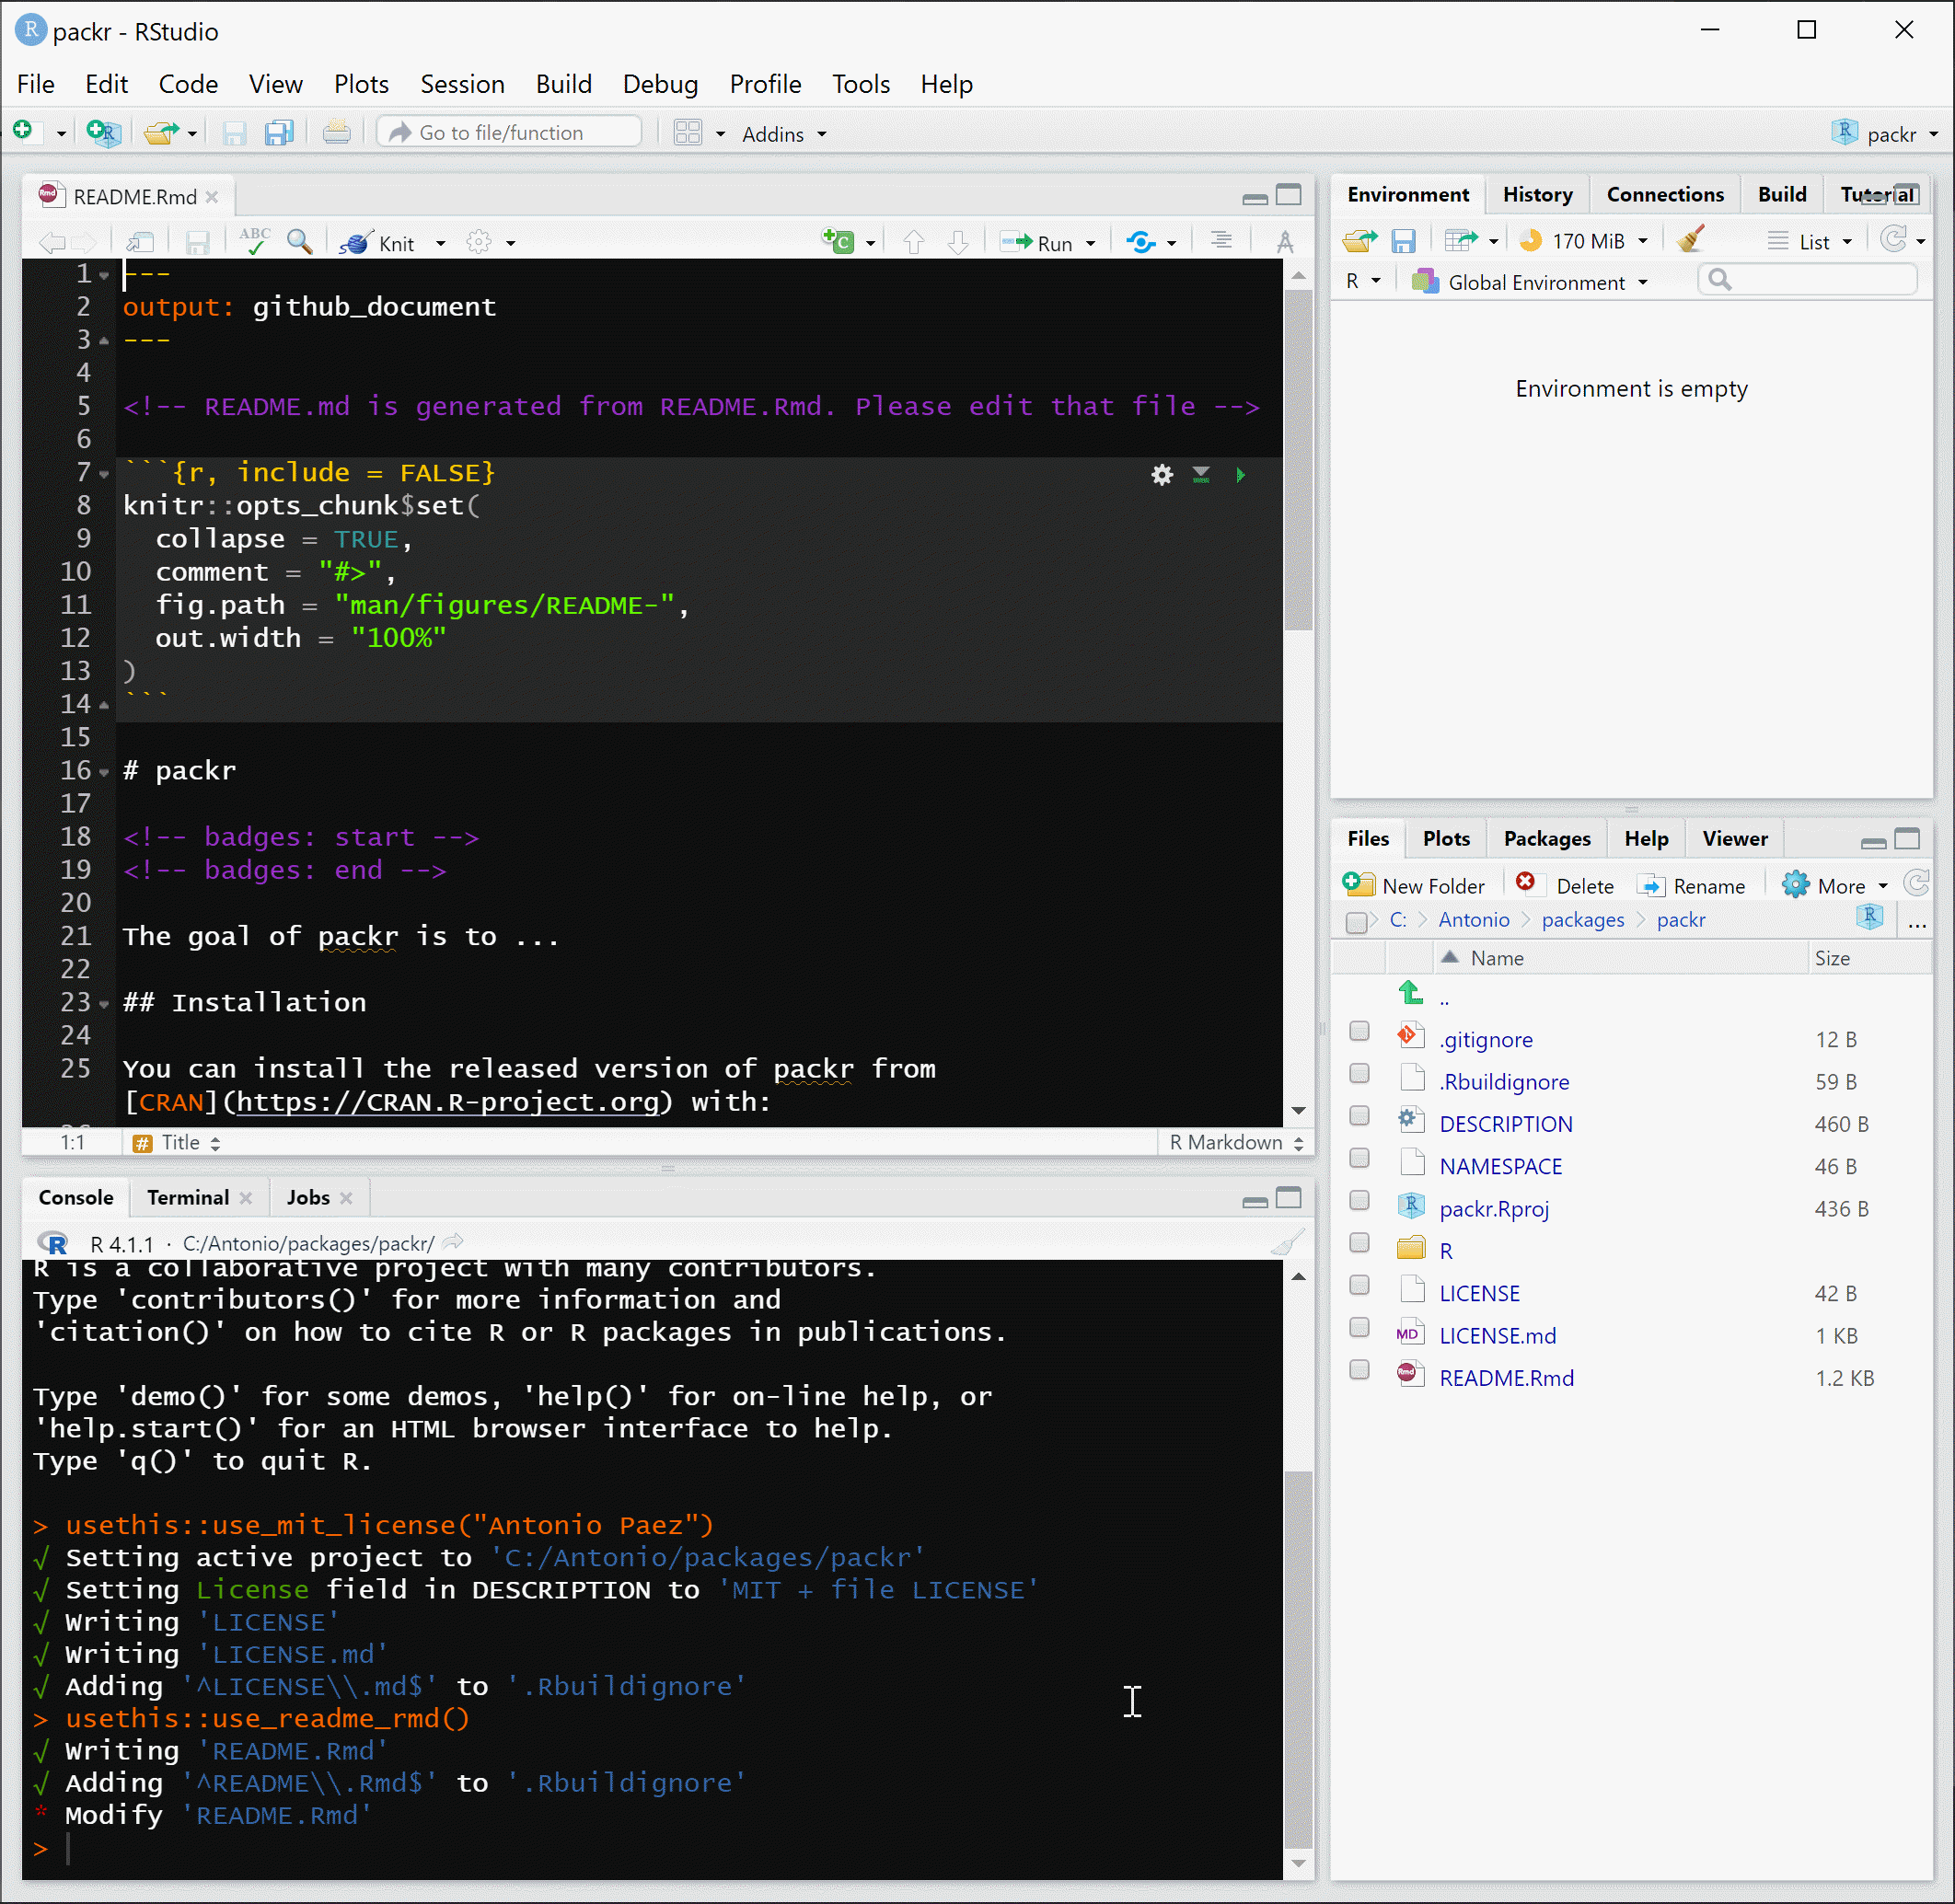 packr - RStudio
File Edit Code View Plots Session Build Debug Profile Tools Help
Go to file/function Addins packr
README.Rmd
ABC Knit Run
1 ---
2 output: github_document
3 ---
4
5 <!-- README.md is generated from README.Rmd. Please edit that file -->
6
7 ```{r, include = FALSE}
8 knitr::opts_chunk$set(
9   collapse = TRUE,
10   comment = "#>",
11   fig.path = "man/figures/README-",
12   out.width = "100%"
13 )
14 ```
15
16 # packr
17
18 <!-- badges: start -->
19 <!-- badges: end -->
20
21 The goal of packr is to ...
22
23 ## Installation
24
25 You can install the released version of packr from
[CRAN](https://CRAN.R-project.org) with:
1:1 # Title R Markdown
Console Terminal Jobs
R 4.1.1 · C:/Antonio/packages/packr/
R is a collaborative project with many contributors.
Type 'contributors()' for more information and
'citation()' on how to cite R or R packages in publications.
Type 'demo()' for some demos, 'help()' for on-line help, or
'help.start()' for an HTML browser interface to help.
Type 'q()' to quit R.
> usethis::use_mit_license("Antonio Paez")
√ Setting active project to 'C:/Antonio/packages/packr'
√ Setting License field in DESCRIPTION to 'MIT + file LICENSE'
√ Writing 'LICENSE'
√ Writing 'LICENSE.md'
√ Adding '^LICENSE\\.md$' to '.Rbuildignore'
> usethis::use_readme_rmd()
√ Writing 'README.Rmd'
√ Adding '^README\\.Rmd$' to '.Rbuildignore'
* Modify 'README.Rmd'
>
Environment History Connections Build Tutorial
170 MiB List
R Global Environment
Environment is empty
Files Plots Packages Help Viewer
New Folder Delete Rename More
C: Antonio packages packr ...
Name Size
..
.gitignore 12 B
.Rbuildignore 59 B
DESCRIPTION 460 B
NAMESPACE 46 B
packr.Rproj 436 B
R
LICENSE 42 B
LICENSE.md 1 KB
README.Rmd 1.2 KB